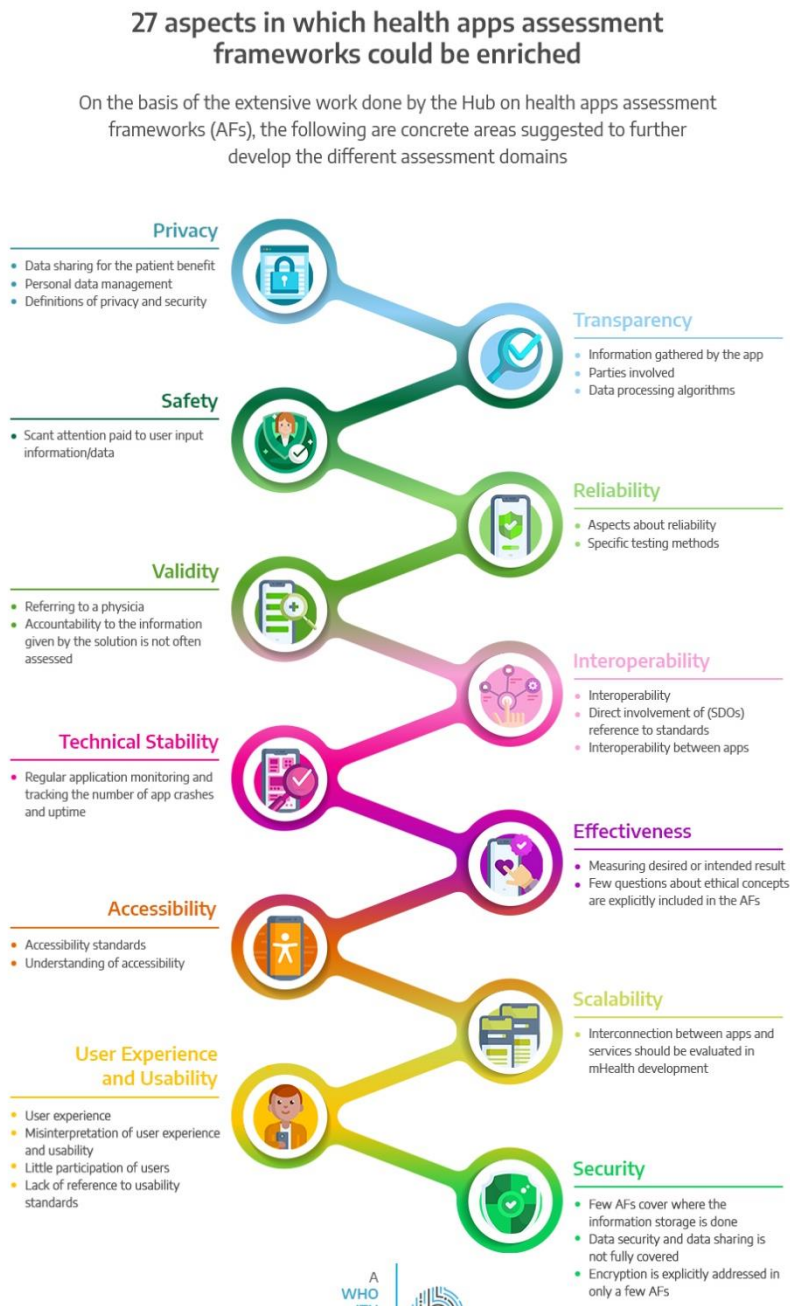 27 aspects in which health apps assessment
frameworks could be enriched
On the basis of the extensive work done by the Hub on health apps assessment
frameworks (AFs), the following are concrete areas suggested to further
develop the different assessment domains
Privacy
• Data sharing for the patient benefit
• Personal data management
• Definitions of privacy and security
Transparency
• Information gathered by the app
• Parties involved
• Data processing algorithms
Safety
• Scant attention paid to user input
information/data
Reliability
• Aspects about reliability
• Specific testing methods
Validity
• Referring to a physicia
• Accountability to the information
given by the solution is not often
assessed
Interoperability
• Interoperability
• Direct involvement of (SDOs)
reference to standards
• Interoperability between apps
Technical Stability
• Regular application monitoring and
tracking the number of app crashes
and uptime
Effectiveness
• Measuring desired or intended result
• Few questions about ethical concepts
are explicitly included in the AFs
Accessibility
• Accessibility standards
• Understanding of accessibility
Scalability
• Interconnection between apps and
services should be evaluated in
mHealth development
User Experience
and Usability
• User experience
• Misinterpretation of user experience
and usability
• Little participation of users
• Lack of reference to usability
standards
Security
• Few AFs cover where the
information storage is done
• Data security and data sharing is
not fully covered
• Encryption is explicitly addressed in
only a few AFs
A
WHO